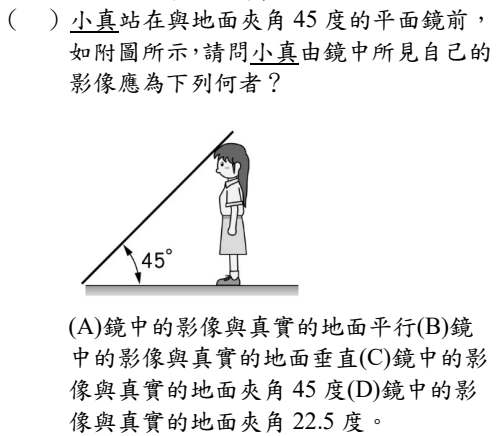 (　) 小真站在與地面夾角 45 度的平面鏡前，
如附圖所示，請問小真由鏡中所見自己的
影像應為下列何者？
45°
(A)鏡中的影像與真實的地面平行(B)鏡
中的影像與真實的地面垂直(C)鏡中的影
像與真實的地面夾角 45 度(D)鏡中的影
像與真實的地面夾角 22.5 度。